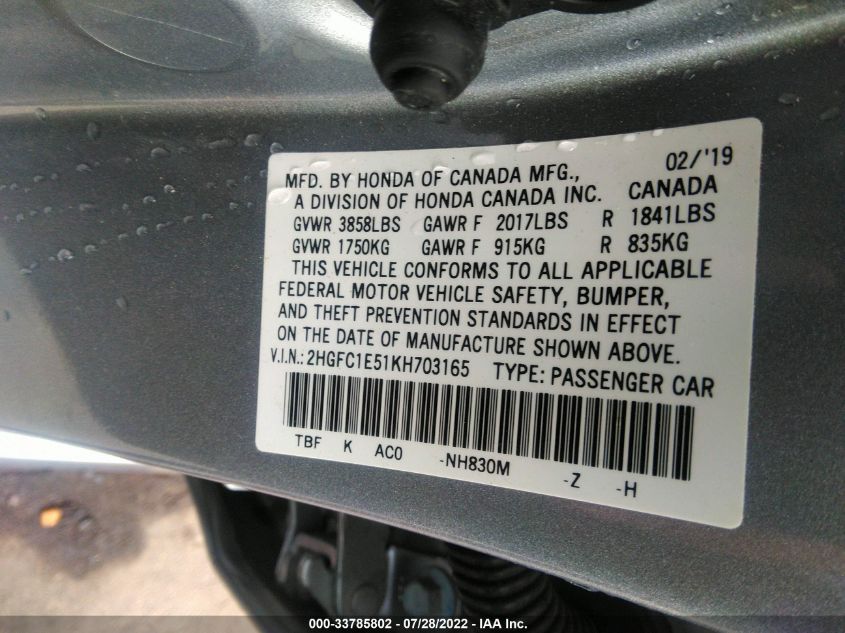 MFD. BY HONDA OF CANADA MFG., 02/'19
A DIVISION OF HONDA CANADA INC. CANADA
GVWR 3858LBS GAWR F 2017LBS R 1841LBS
GVWR 1750KG GAWR F 915KG R 835KG
THIS VEHICLE CONFORMS TO ALL APPLICABLE
FEDERAL MOTOR VEHICLE SAFETY, BUMPER,
AND THEFT PREVENTION STANDARDS IN EFFECT
ON THE DATE OF MANUFACTURE SHOWN ABOVE.
V.I.N.: 2HGFC1E51KH703165 TYPE: PASSENGER CAR
TBF K AC0 -NH830M -Z -H
000-33785802 / 07/28/2022 / IAA Inc.